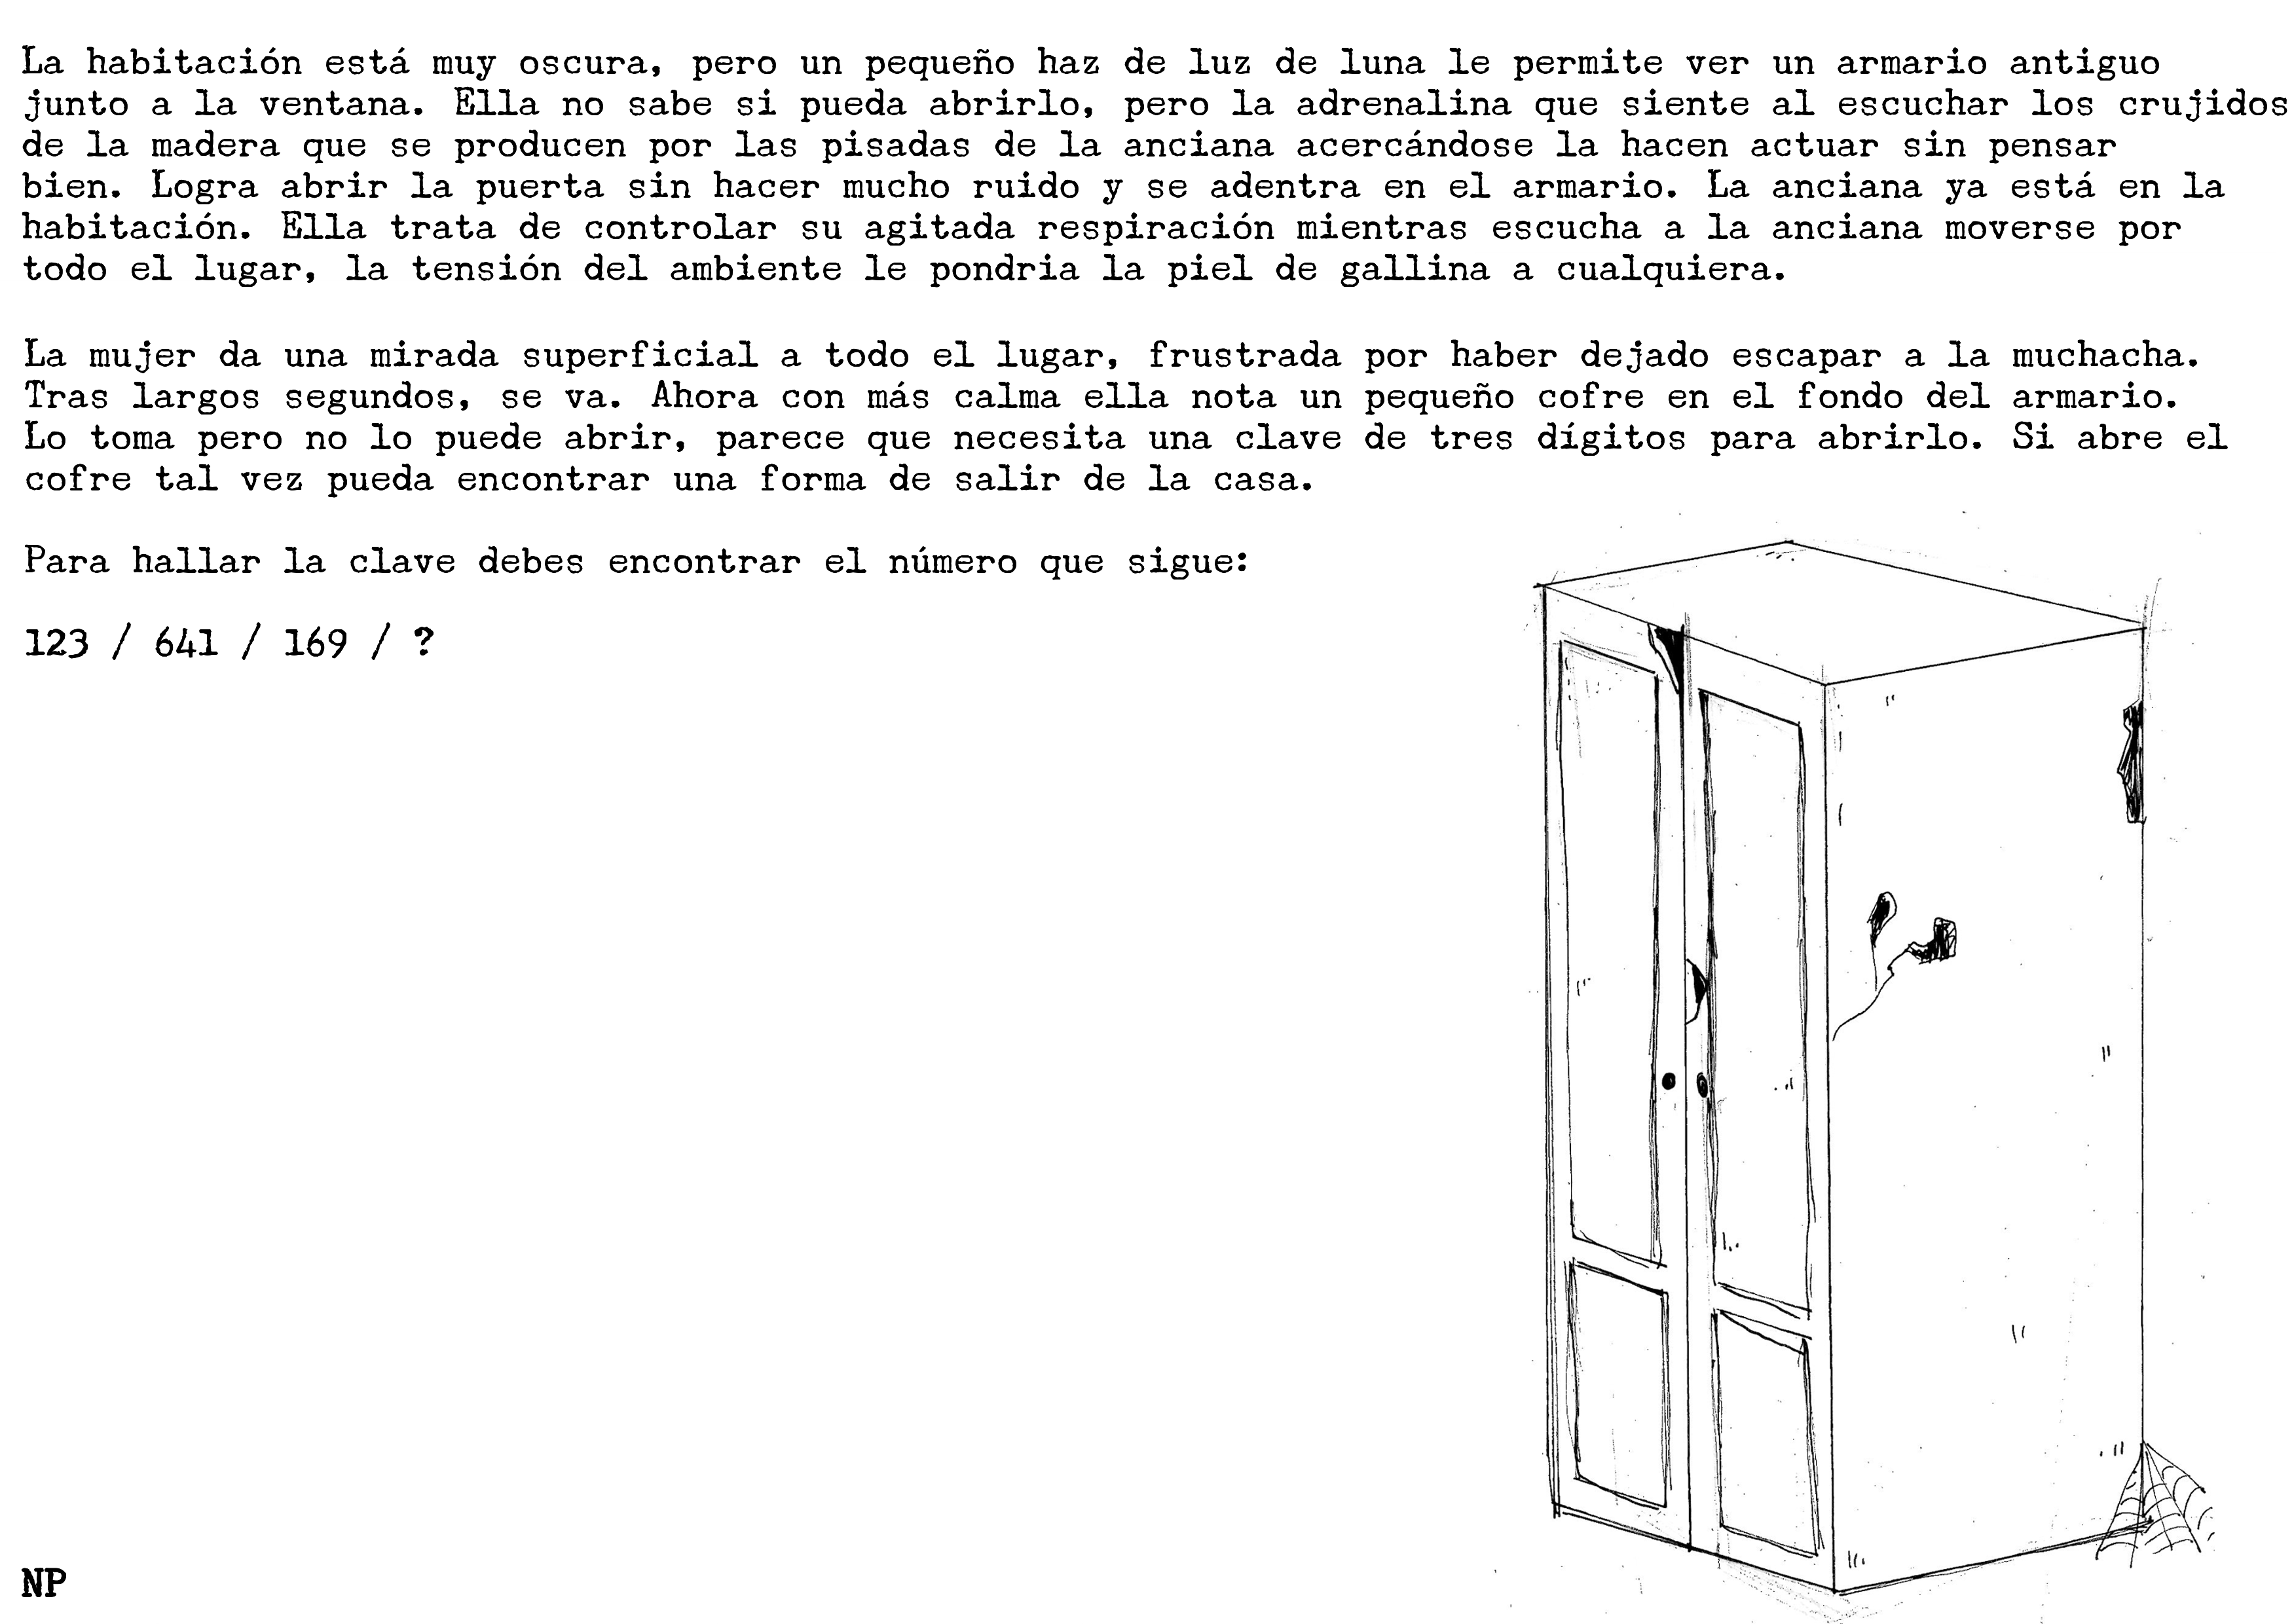 La habitación está muy oscura, pero un pequeño haz de luz de luna le permite ver un armario antiguo
junto a la ventana. Ella no sabe si pueda abrirlo, pero la adrenalina que siente al escuchar los crujidos
de la madera que se producen por las pisadas de la anciana acercándose la hacen actuar sin pensar
bien. Logra abrir la puerta sin hacer mucho ruido y se adentra en el armario. La anciana ya está en la
habitación. Ella trata de controlar su agitada respiración mientras escucha a la anciana moverse por
todo el lugar, la tensión del ambiente le pondria la piel de gallina a cualquiera.
La mujer da una mirada superficial a todo el lugar, frustrada por haber dejado escapar a la muchacha.
Tras largos segundos, se va. Ahora con más calma ella nota un pequeño cofre en el fondo del armario.
Lo toma pero no lo puede abrir, parece que necesita una clave de tres dígitos para abrirlo. Si abre el
cofre tal vez pueda encontrar una forma de salir de la casa.
Para hallar la clave debes encontrar el número que sigue:
123 / 641 / 169 / ?
NP